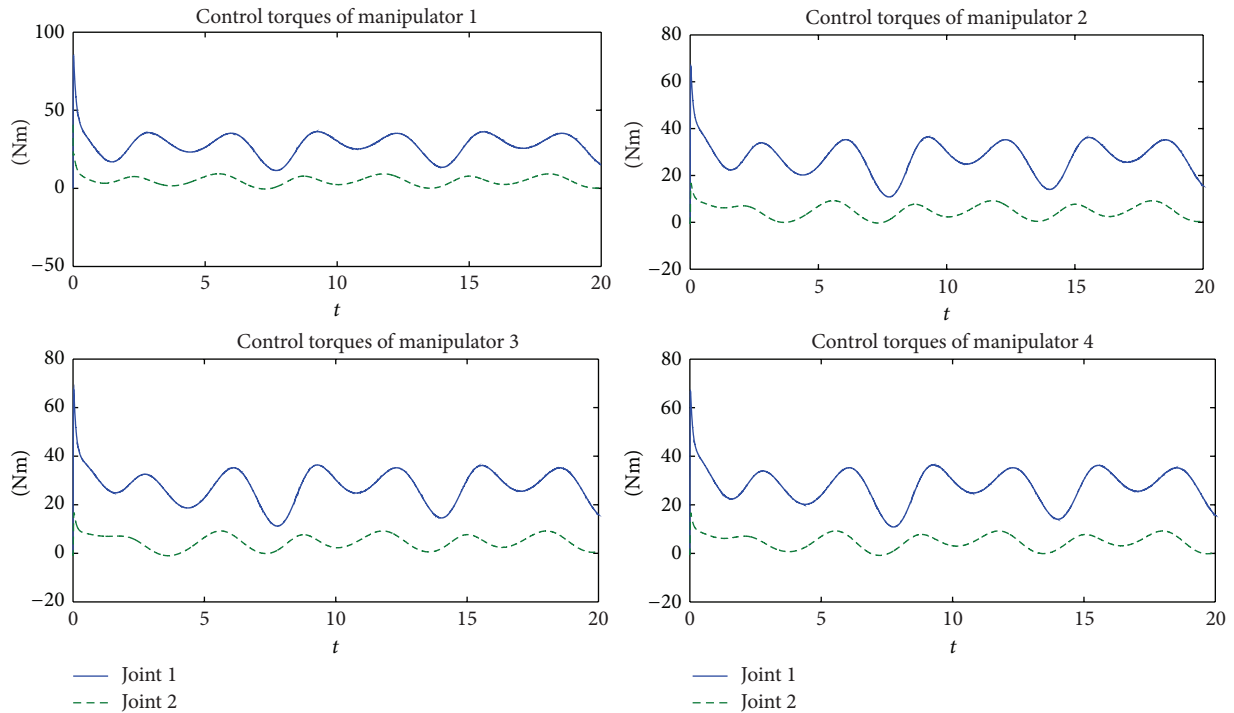 Control torques of manipulator 1
100
50
0
−50
(Nm)
0 5 10 15 20
t
Control torques of manipulator 2
80
60
40
20
0
−20
(Nm)
0 5 10 15 20
t
Control torques of manipulator 3
80
60
40
20
0
−20
(Nm)
0 5 10 15 20
t
Joint 1
Joint 2
Control torques of manipulator 4
80
60
40
20
0
−20
(Nm)
0 5 10 15 20
t
Joint 1
Joint 2